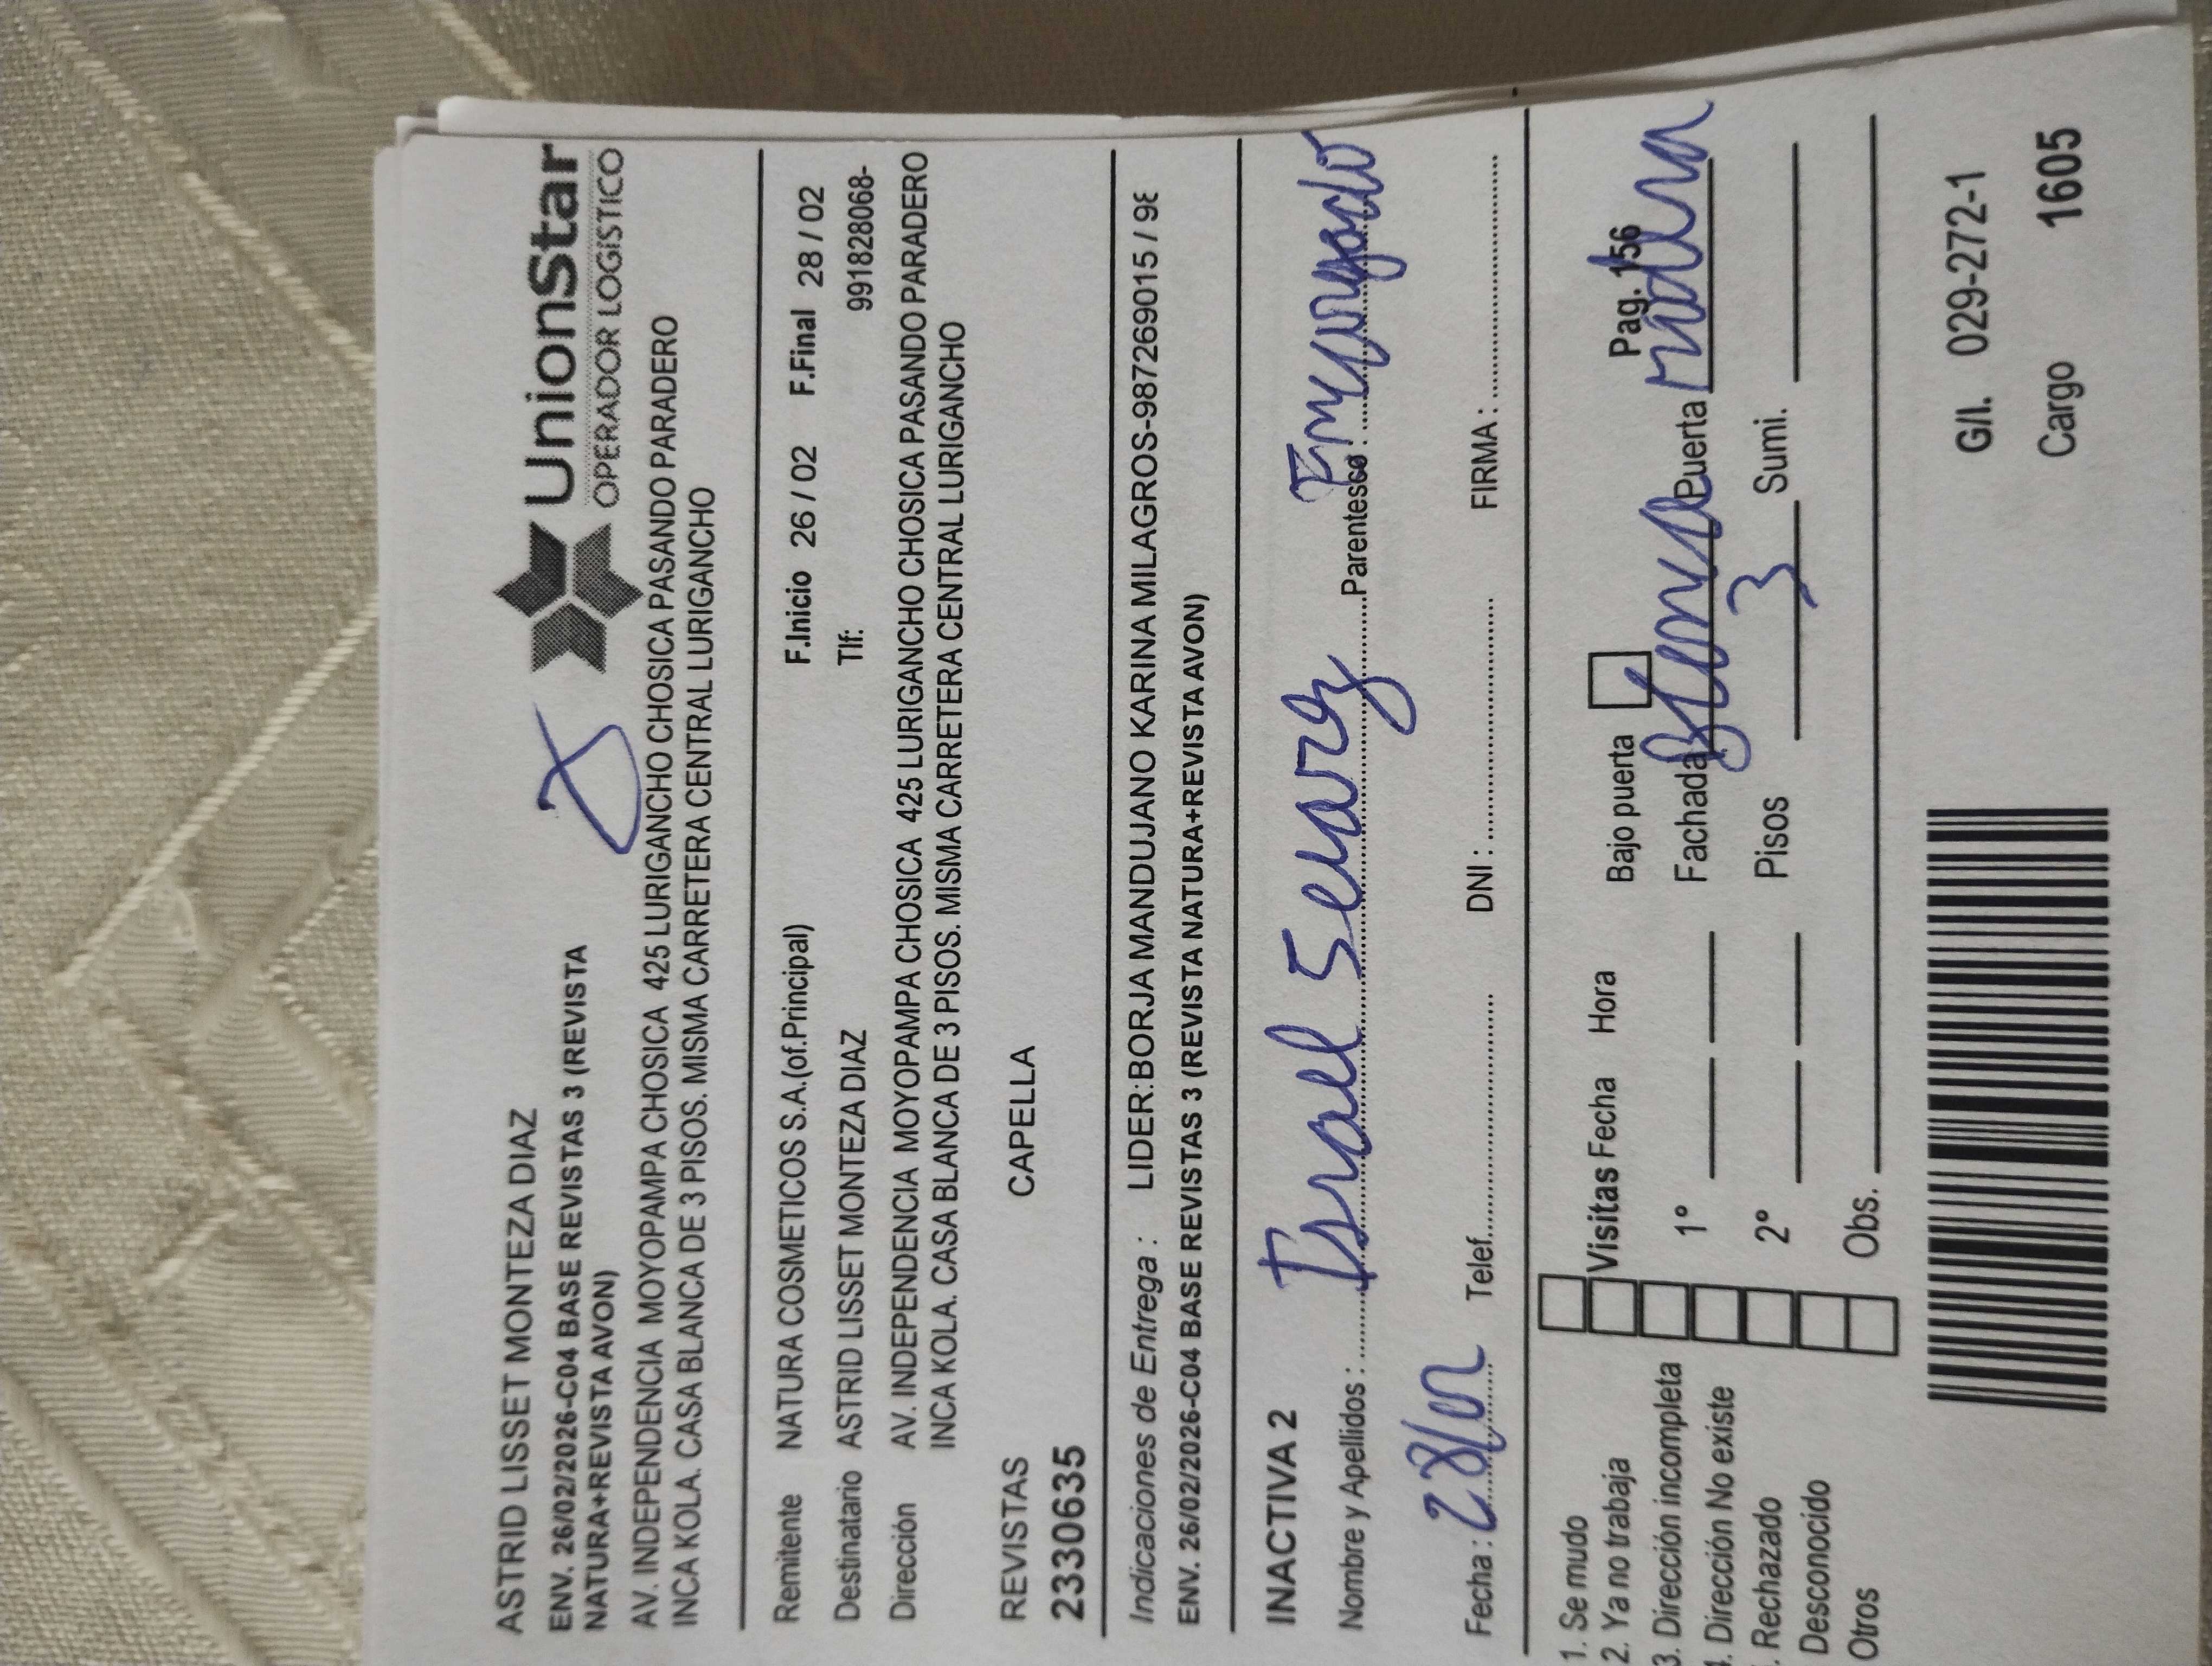 ASTRID LISSET MONTEZA DIAZ
UnionStar
OPERADOR LOGÍSTICO
ENV. 26/02/2026-C04 BASE REVISTAS 3 (REVISTA
NATURA+REVISTA AVON)
AV. INDEPENDENCIA MOYOPAMPA CHOSICA 425 LURIGANCHO CHOSICA PASANDO PARADERO
INCA KOLA. CASA BLANCA DE 3 PISOS. MISMA CARRETERA CENTRAL LURIGANCHO
Remitente NATURA COSMETICOS S.A.(of.Principal) F.Inicio 26 / 02 F.Final 28 / 02
Destinatario ASTRID LISSET MONTEZA DIAZ Tlf: 991828068-
Dirección AV. INDEPENDENCIA MOYOPAMPA CHOSICA 425 LURIGANCHO CHOSICA PASANDO PARADERO
INCA KOLA. CASA BLANCA DE 3 PISOS. MISMA CARRETERA CENTRAL LURIGANCHO
REVISTAS CAPELLA
2330635
Indicaciones de Entrega : LIDER:BORJA MANDUJANO KARINA MILAGROS-987269015 / 98
ENV. 26/02/2026-C04 BASE REVISTAS 3 (REVISTA NATURA+REVISTA AVON)
INACTIVA 2
Nombre y Apellidos : Israel Parentesco :
Fecha : 28/02 Telef. DNI : FIRMA :
1. Se mudo
2. Ya no trabaja
3. Dirección incompleta
. Dirección No existe
. Rechazado
Desconocido
Otros
Visitas Fecha Hora Bajo puerta Pag. 156
1° Fachada Blanca Puerta madera
2° Pisos 3 Sumi.
Obs.
G/I. 029-272-1
Cargo 1605